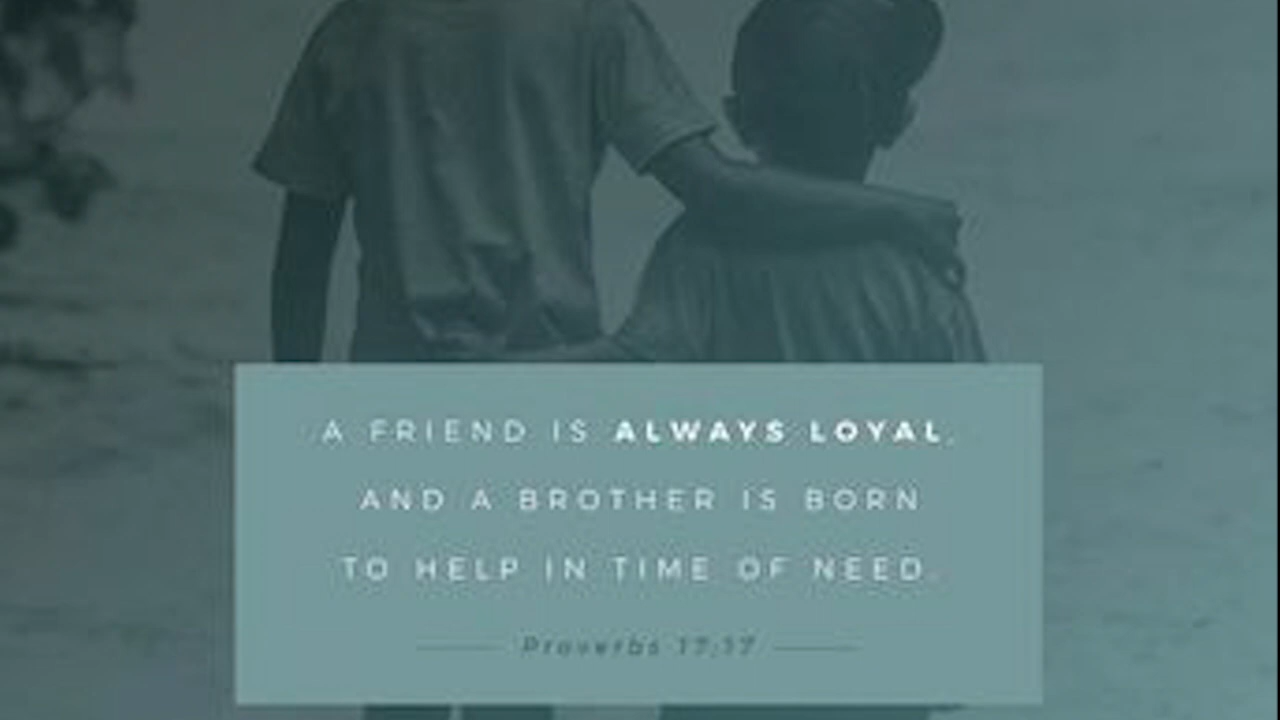 A FRIEND IS ALWAYS LOYAL,
AND A BROTHER IS BORN
TO HELP IN TIME OF NEED.
Proverbs 17:17